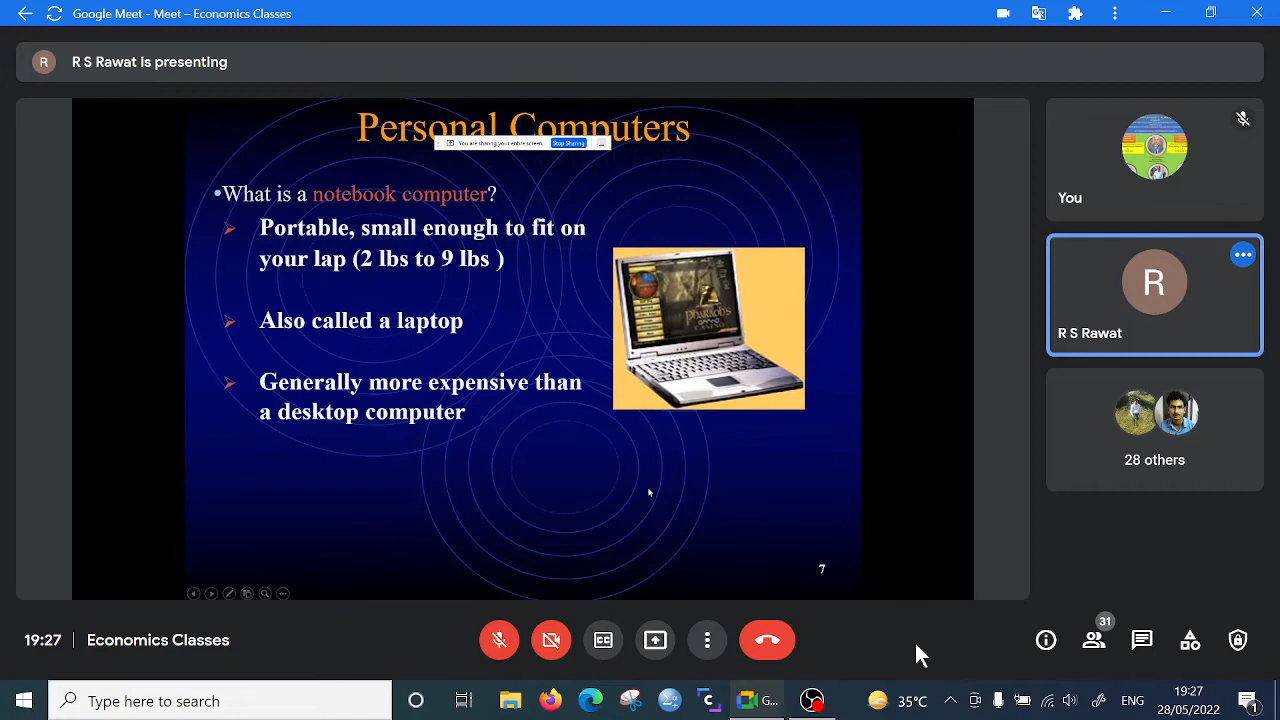 Google Meet - Meet – Economics Classes
R
R S Rawat is presenting
Personal Computers
You are sharing your entire screen.
Stop Sharing
What is a notebook computer?
Portable, small enough to fit on
your lap (2 lbs to 9 lbs )
Also called a laptop
Generally more expensive than
a desktop computer
PHARAOH'S
CASINO
7
You
R
R S Rawat
28 others
19:27
Economics Classes
31
Type here to search
G...
35°C
ENG
19:27
28/05/2022
1